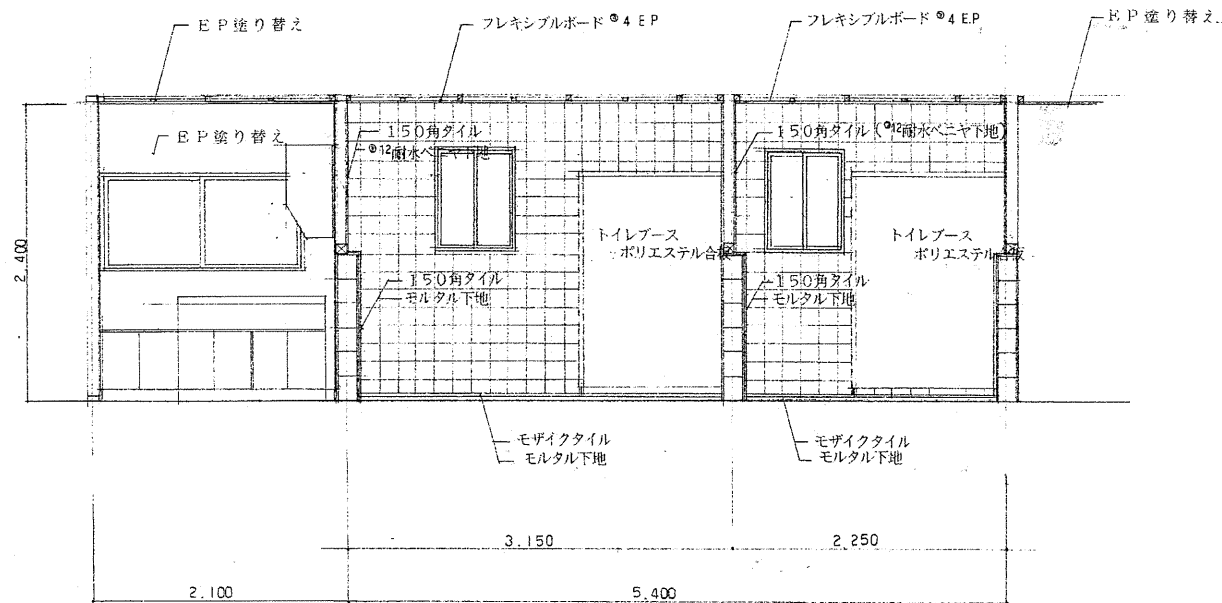 EP塗り替え
フレキシブルボード ⓐ4 EP
フレキシブルボード ⓐ4 E.P
EP塗り替え
EP塗り替え
150角タイル
ⓐ12耐水ベニヤ下地
150角タイル (ⓐ12耐水ベニヤ下地)
2,400
トイレブース
ポリエステル合板
トイレブース
ポリエステル合板
150角タイル
モルタル下地
150角タイル
モルタル下地
モザイクタイル
モルタル下地
モザイクタイル
モルタル下地
3.150
2,250
2.100
5.400